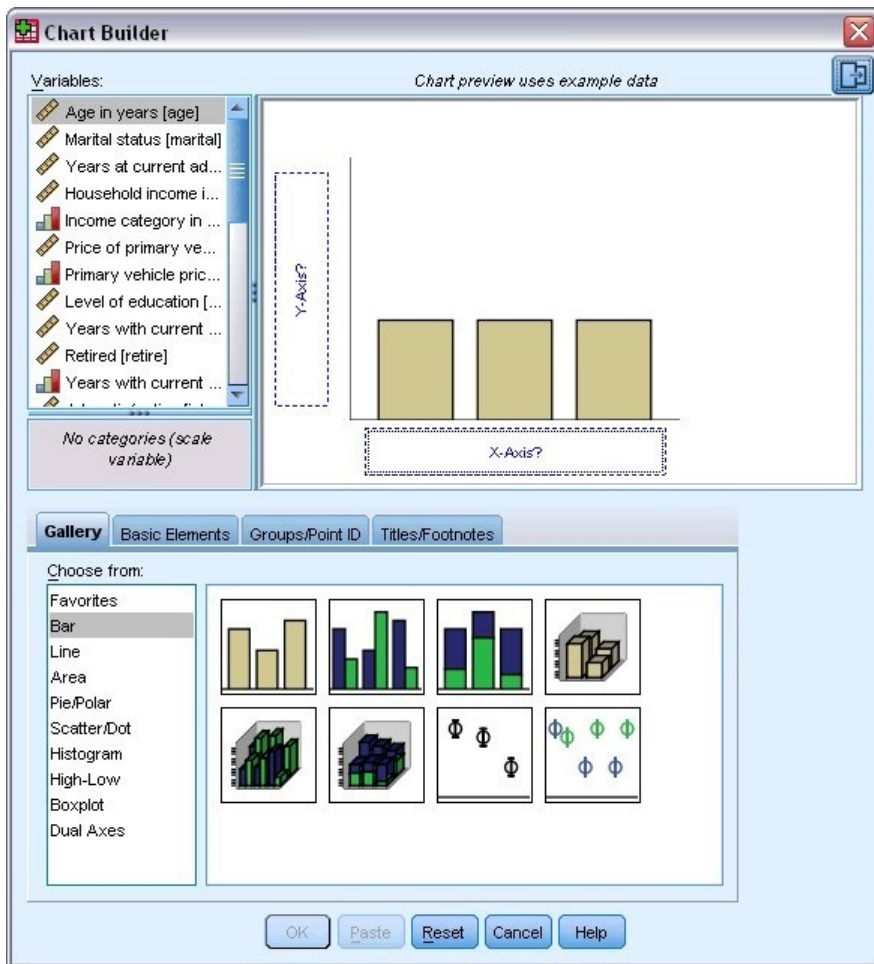 Chart Builder
Variables:
Chart preview uses example data
Age in years [age]
Marital status [marital]
Years at current ad...
Household income i...
Income category in ...
Price of primary ve...
Primary vehicle pric...
Level of education [...
Years with current ...
Retired [retire]
Years with current ...
No categories (scale
variable)
Y-Axis?
X-Axis?
Gallery
Basic Elements
Groups/Point ID
Titles/Footnotes
Choose from:
Favorites
Bar
Line
Area
Pie/Polar
Scatter/Dot
Histogram
High-Low
Boxplot
Dual Axes
OK
Paste
Reset
Cancel
Help